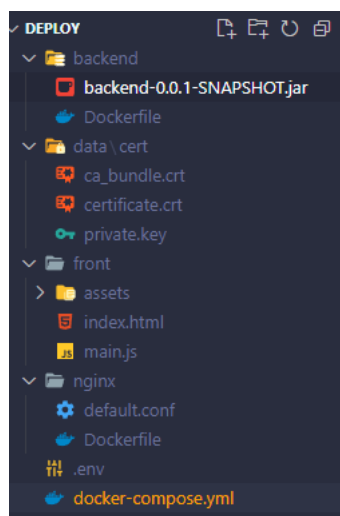 DEPLOY
backend
backend-0.0.1-SNAPSHOT.jar
Dockerfile
data\cert
ca_bundle.crt
certificate.crt
private.key
front
assets
index.html
JS main.js
nginx
default.conf
Dockerfile
.env
docker-compose.yml